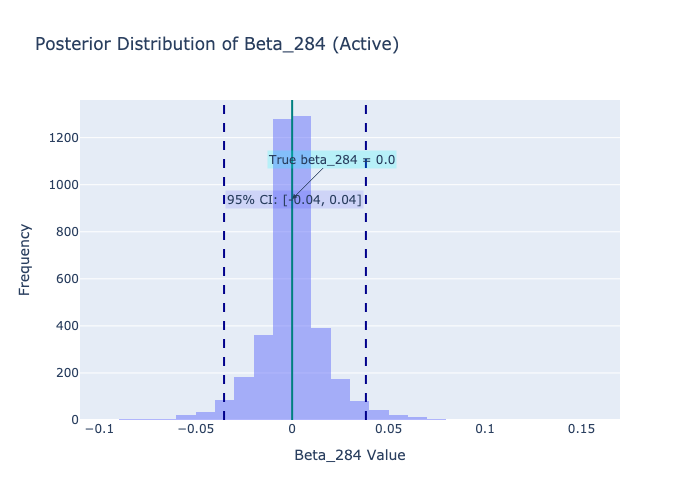 Posterior Distribution of Beta_284 (Active)
1200
1000
800
600
400
200
0
Frequency
True beta_284 = 0.0
95% CI: [-0.04, 0.04]
−0.1
−0.05
0
0.05
0.1
0.15
Beta_284 Value